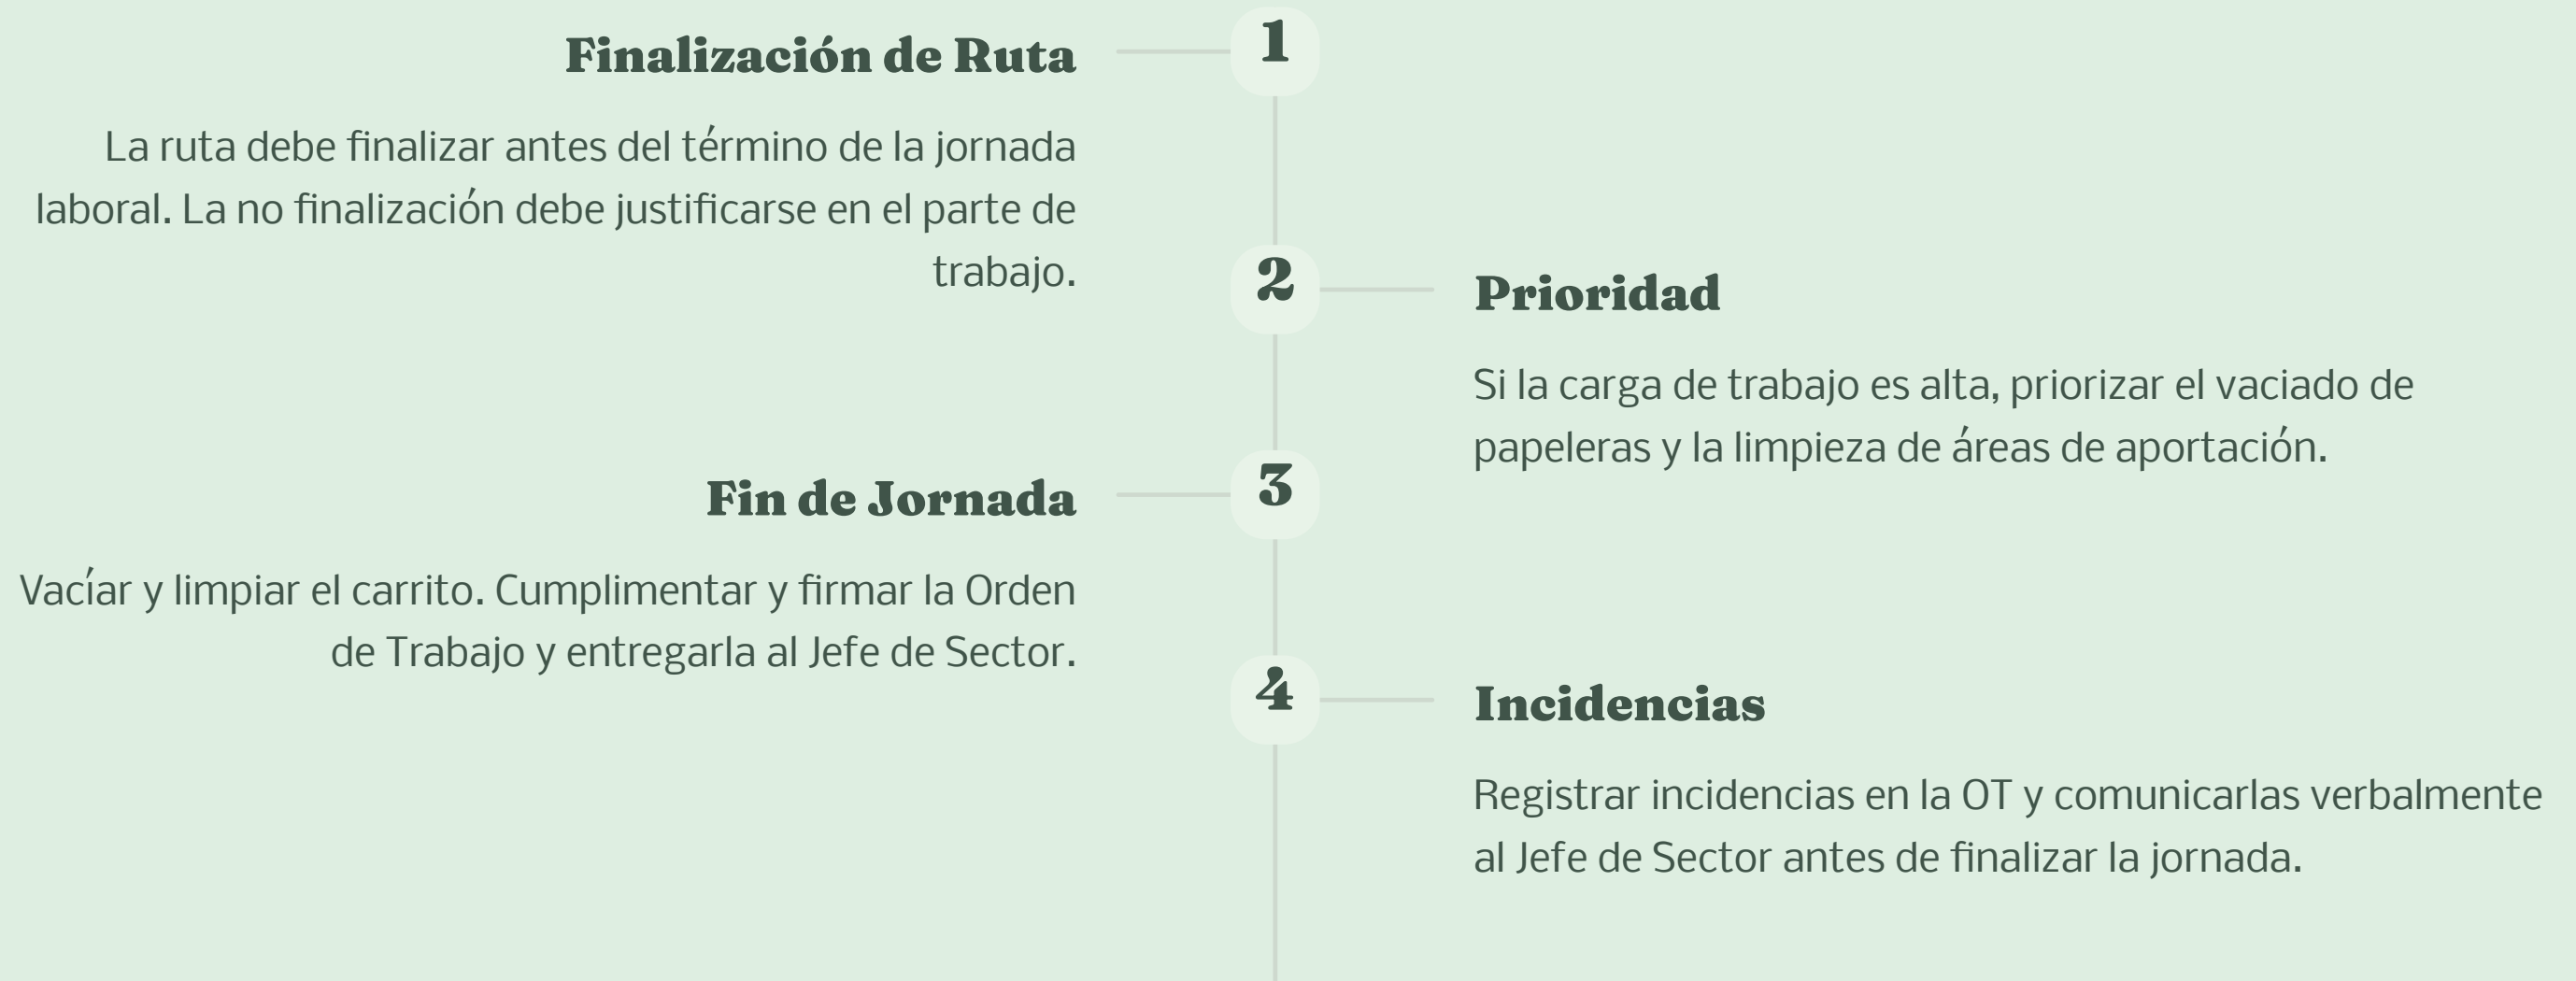 1
Finalización de Ruta
La ruta debe finalizar antes del término de la jornada
laboral. La no finalización debe justificarse en el parte de
trabajo.
2
Prioridad
Si la carga de trabajo es alta, priorizar el vaciado de
papeleras y la limpieza de áreas de aportación.
3
Fin de Jornada
Vacíar y limpiar el carrito. Cumplimentar y firmar la Orden
de Trabajo y entregarla al Jefe de Sector.
4
Incidencias
Registrar incidencias en la OT y comunicarlas verbalmente
al Jefe de Sector antes de finalizar la jornada.